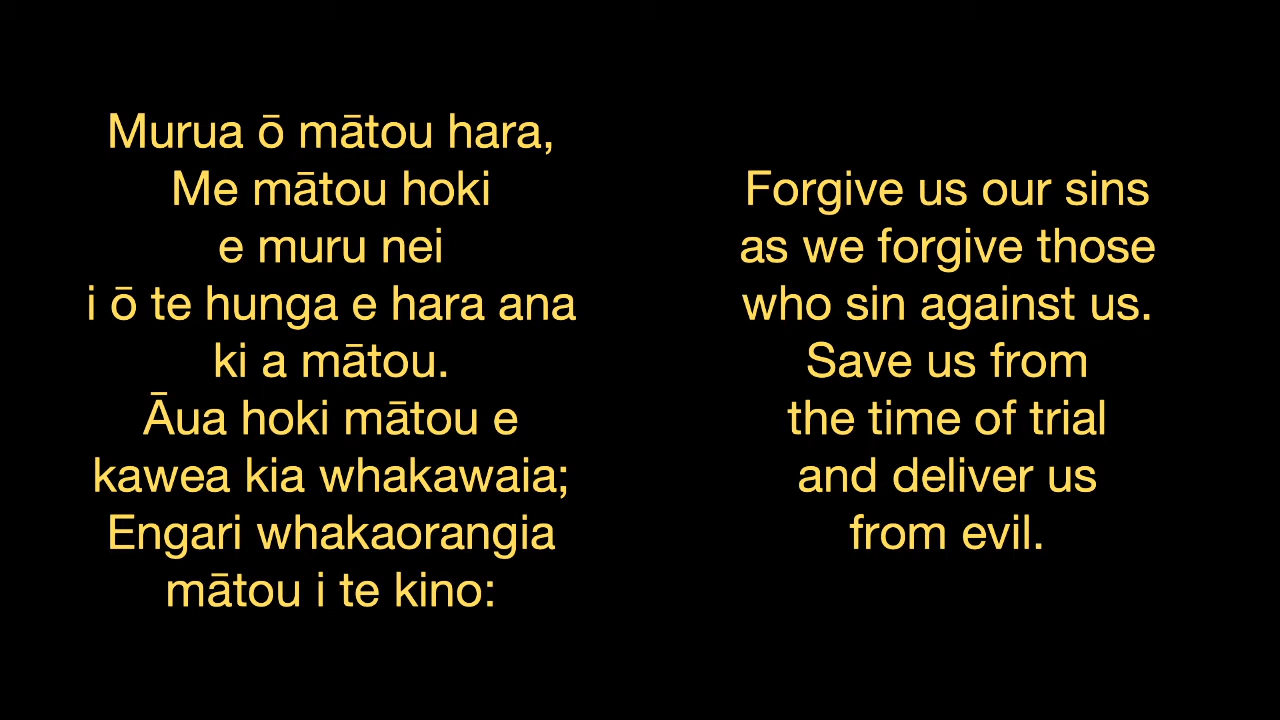 Murua ō mātou hara,
Me mātou hoki
e muru nei
i ō te hunga e hara ana
ki a mātou.
Āua hoki mātou e
kawea kia whakawaia;
Engari whakaorangia
mātou i te kino:
Forgive us our sins
as we forgive those
who sin against us.
Save us from
the time of trial
and deliver us
from evil.